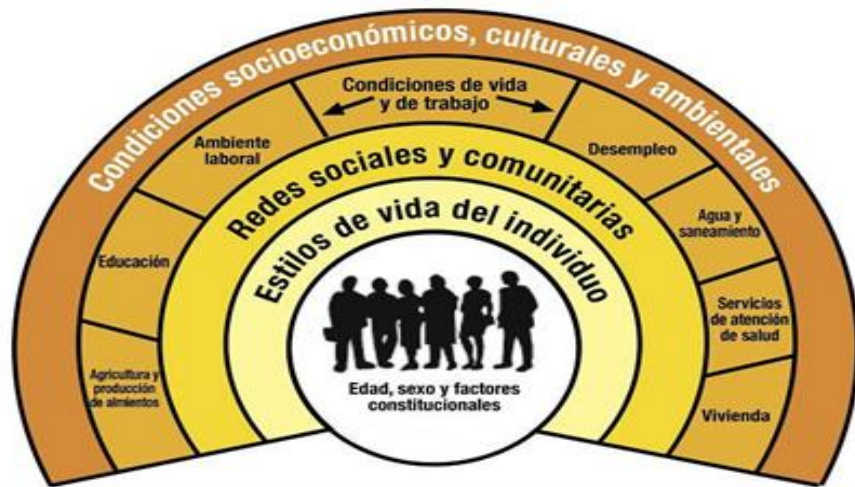 Condiciones socioeconómicos, culturales y ambientales
Condiciones de vida
y de trabajo
Ambiente
laboral
Desempleo
Redes sociales y comunitarias
Agua y
saneamiento
Estilos de vida del individuo
Educación
Servicios
de atención
de salud
Agricultura y
producción
de almientos
Edad, sexo y factores
constitucionales
Vivienda